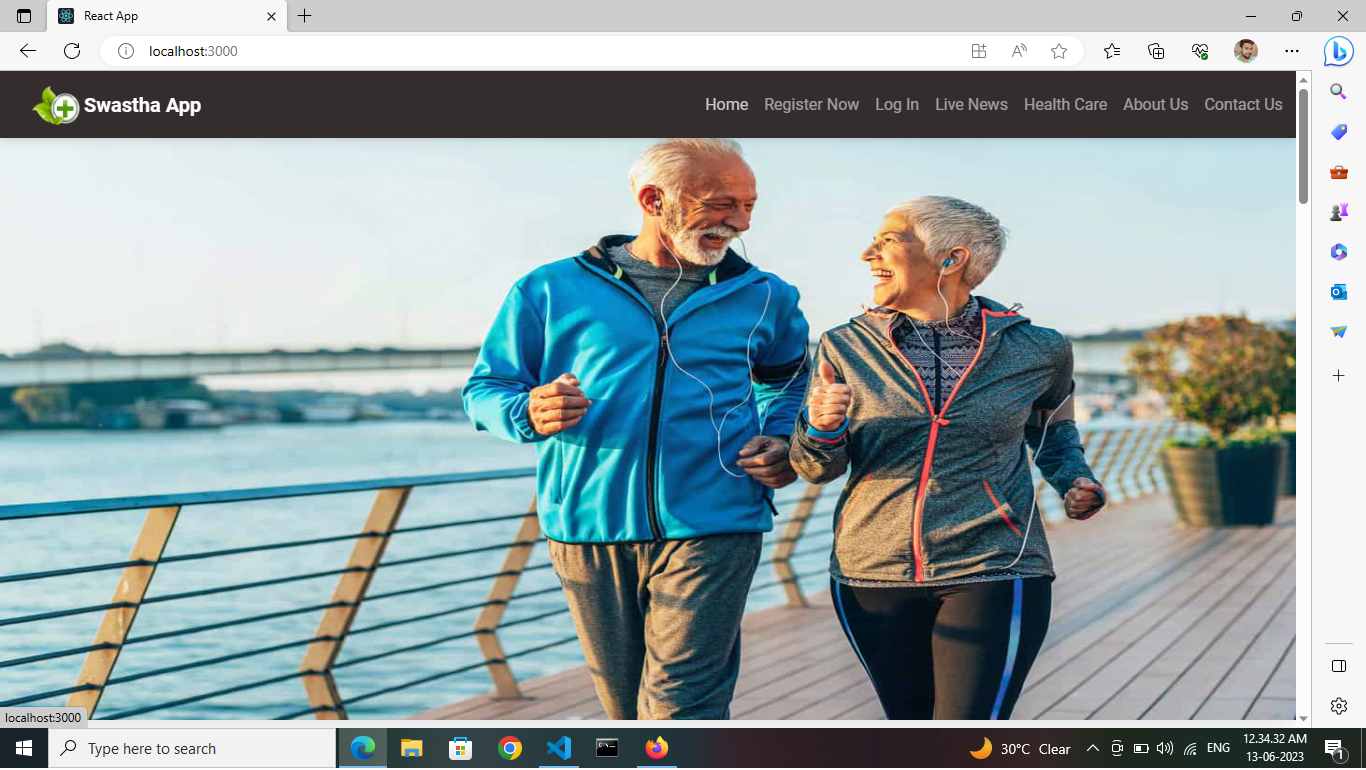 React App
localhost:3000
Swastha App
Home Register Now Log In Live News Health Care About Us Contact Us
localhost:3000
Type here to search
30°C Clear
ENG
12.34.32 AM
13-06-2023
1